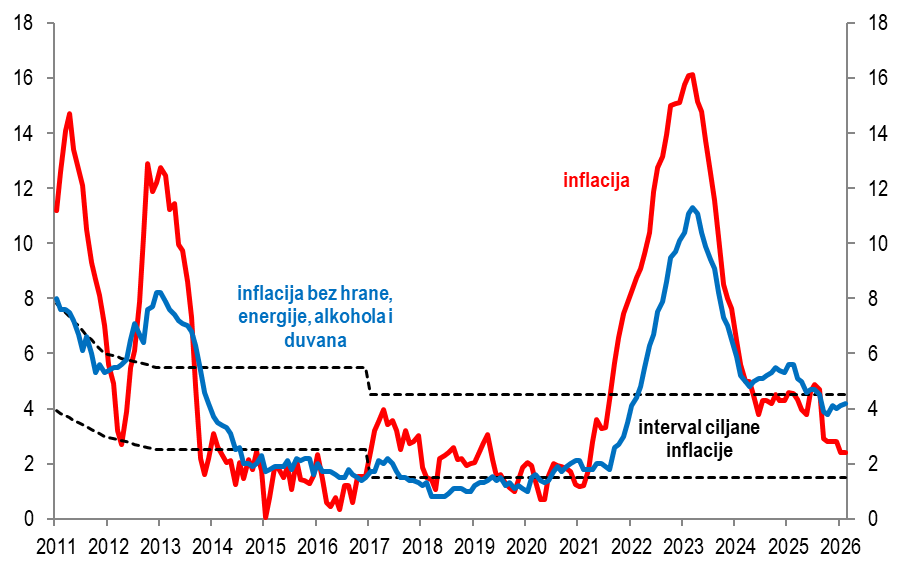 18 18
16 16
14 14
12 12
10 10
8 8
6 6
4 4
2 2
0 0
inflacija
inflacija bez hrane,
energije, alkohola i
duvana
interval ciljane
inflacije
2011 2012 2013 2014 2015 2016 2017 2018 2019 2020 2021 2022 2023 2024 2025 2026